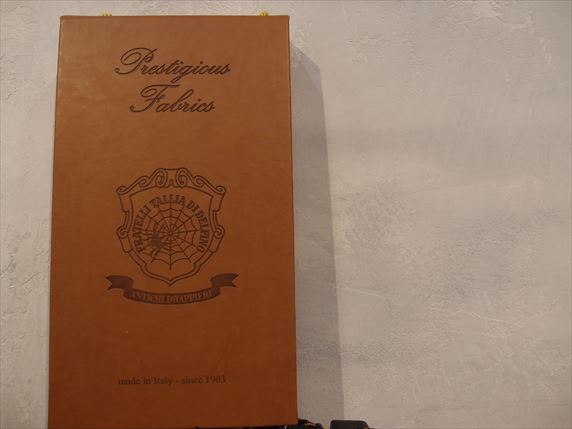 Prestigious
Fabrics
FRATELLI TALLIA DI DELFINO
ANTICHI DRAPPIERI
made in Italy - since 1903